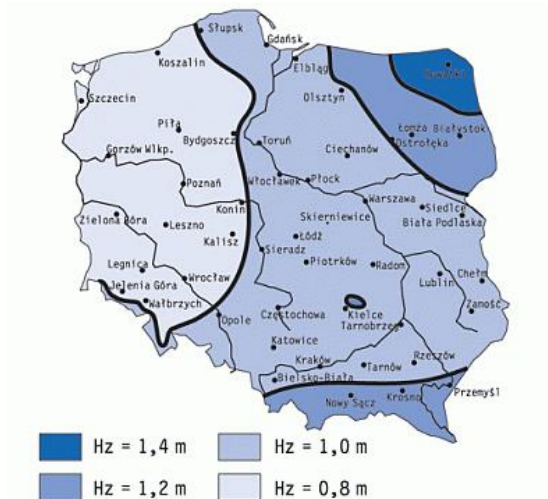 Słupsk
Gdańsk
Koszalin
Elbląg
Suwałki
Olsztyn
Szczecin
Piła
Bydgoszcz
Toruń
Łomża Białystok
Ostrołęka
Ciechanów
Gorzów Wlkp.
Włocławek
Płock
Poznań
Warszawa
Konin
Siedlce
Zielona Góra
Leszno
Skierniewice
Biała Podlaska
Kalisz
Łódź
Sieradz
Piotrków
Radom
Legnica
Wrocław
Lublin
Chełm
Jelenia Góra
Wałbrzych
Opole
Częstochowa
Kielce
Zamość
Tarnobrzeg
Katowice
Kraków
Tarnów
Rzeszów
Bielsko-Biała
Nowy Sącz
Krosno
Przemyśl
Hz = 1,4 m
Hz = 1,0 m
Hz = 1,2 m
Hz = 0,8 m